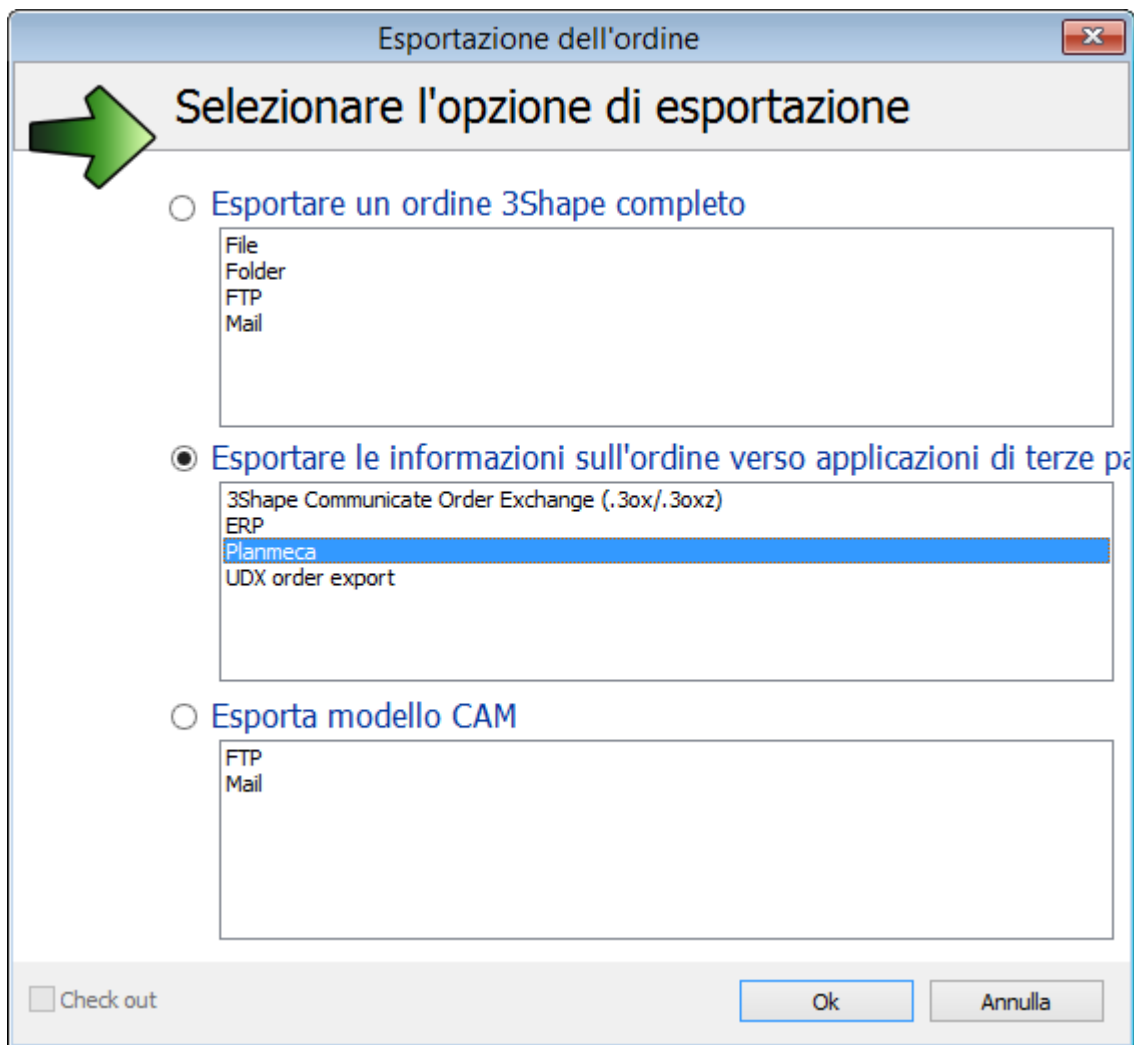 Esportazione dell'ordine
Selezionare l'opzione di esportazione
Esportare un ordine 3Shape completo
File
Folder
FTP
Mail
Esportare le informazioni sull'ordine verso applicazioni di terze pa
3Shape Communicate Order Exchange (.3ox/.3oxz)
ERP
Planmeca
UDX order export
Esporta modello CAM
FTP
Mail
Check out
Ok
Annulla